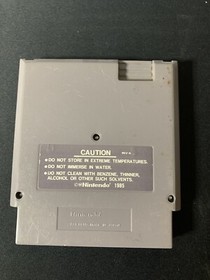 CAUTION
•DO NOT STORE IN EXTREME TEMPERATURES.
•DO NOT IMMERSE IN WATER.
•DO NOT CLEAN WITH BENZENE, THINNER,
ALCOHOL OR OTHER SUCH SOLVENTS.
©Nintendo 1985
Nintendo